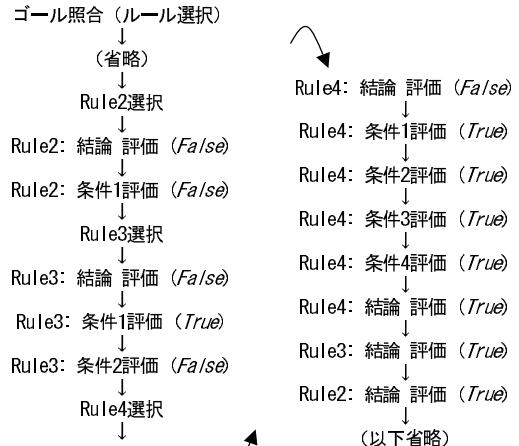 ゴール照合（ルール選択）
↓
(省略)
↓
Rule2選択
↓
Rule2: 結論 評価 (False)
↓
Rule2: 条件1評価 (False)
↓
Rule3選択
↓
Rule3: 結論 評価 (False)
↓
Rule3: 条件1評価 (True)
↓
Rule3: 条件2評価 (False)
↓
Rule4選択
↓
Rule4: 結論 評価 (False)
↓
Rule4: 条件1評価 (True)
↓
Rule4: 条件2評価 (True)
↓
Rule4: 条件3評価 (True)
↓
Rule4: 条件4評価 (True)
↓
Rule4: 結論 評価 (True)
↓
Rule3: 結論 評価 (True)
↓
Rule2: 結論 評価 (True)
↓
(以下省略)